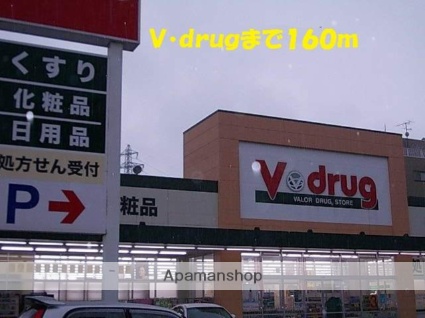 V・drugまで160m
くすり
化粧品
日用品
処方せん受付
P→
粧品
V drug
VALOR DRUG STORE
処
Apamanshop